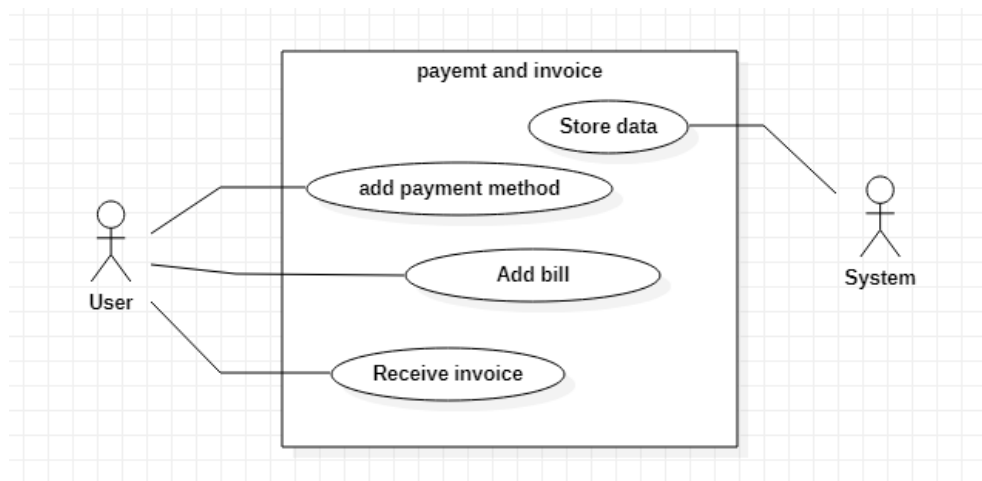 payemt and invoice
Store data
add payment method
Add bill
Receive invoice
User
System